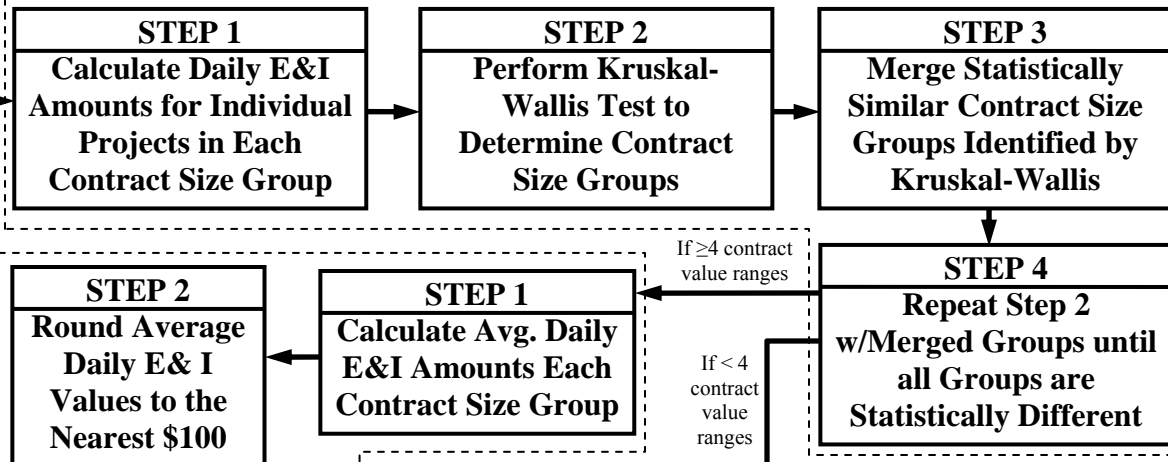 STEP 1
Calculate Daily E&I
Amounts for Individual
Projects in Each
Contract Size Group
STEP 2
Perform Kruskal-
Wallis Test to
Determine Contract
Size Groups
STEP 3
Merge Statistically
Similar Contract Size
Groups Identified by
Kruskal-Wallis
If ≥4 contract
value ranges
STEP 4
Repeat Step 2
w/Merged Groups until
all Groups are
Statistically Different
If < 4
contract
value
ranges
STEP 1
Calculate Avg. Daily
E&I Amounts Each
Contract Size Group
STEP 2
Round Average
Daily E& I
Values to the
Nearest $100